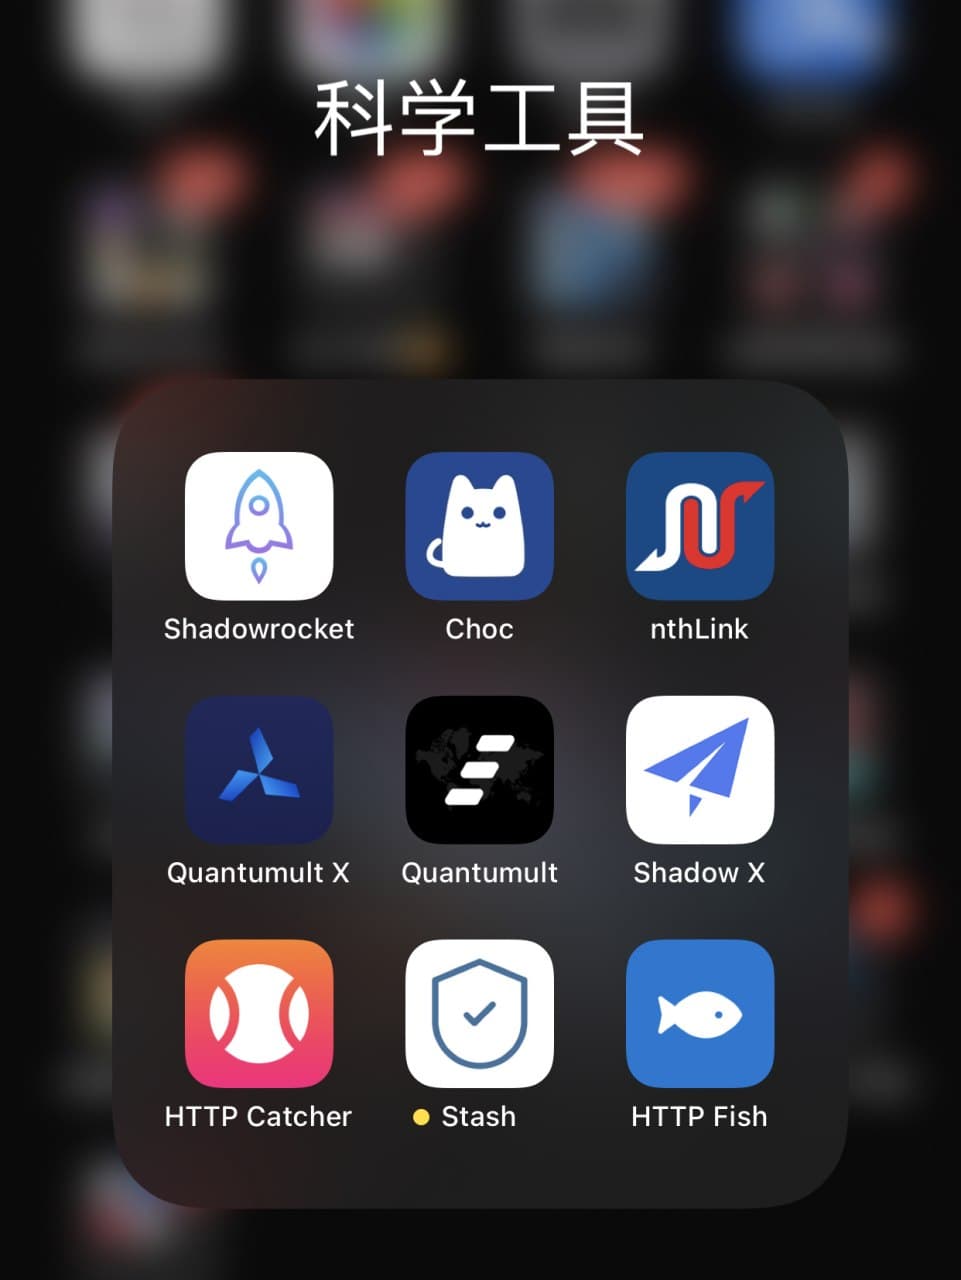 科学工具
Shadowrocket
Choc
nthLink
Quantumult X
Quantumult
Shadow X
HTTP Catcher
Stash
HTTP Fish